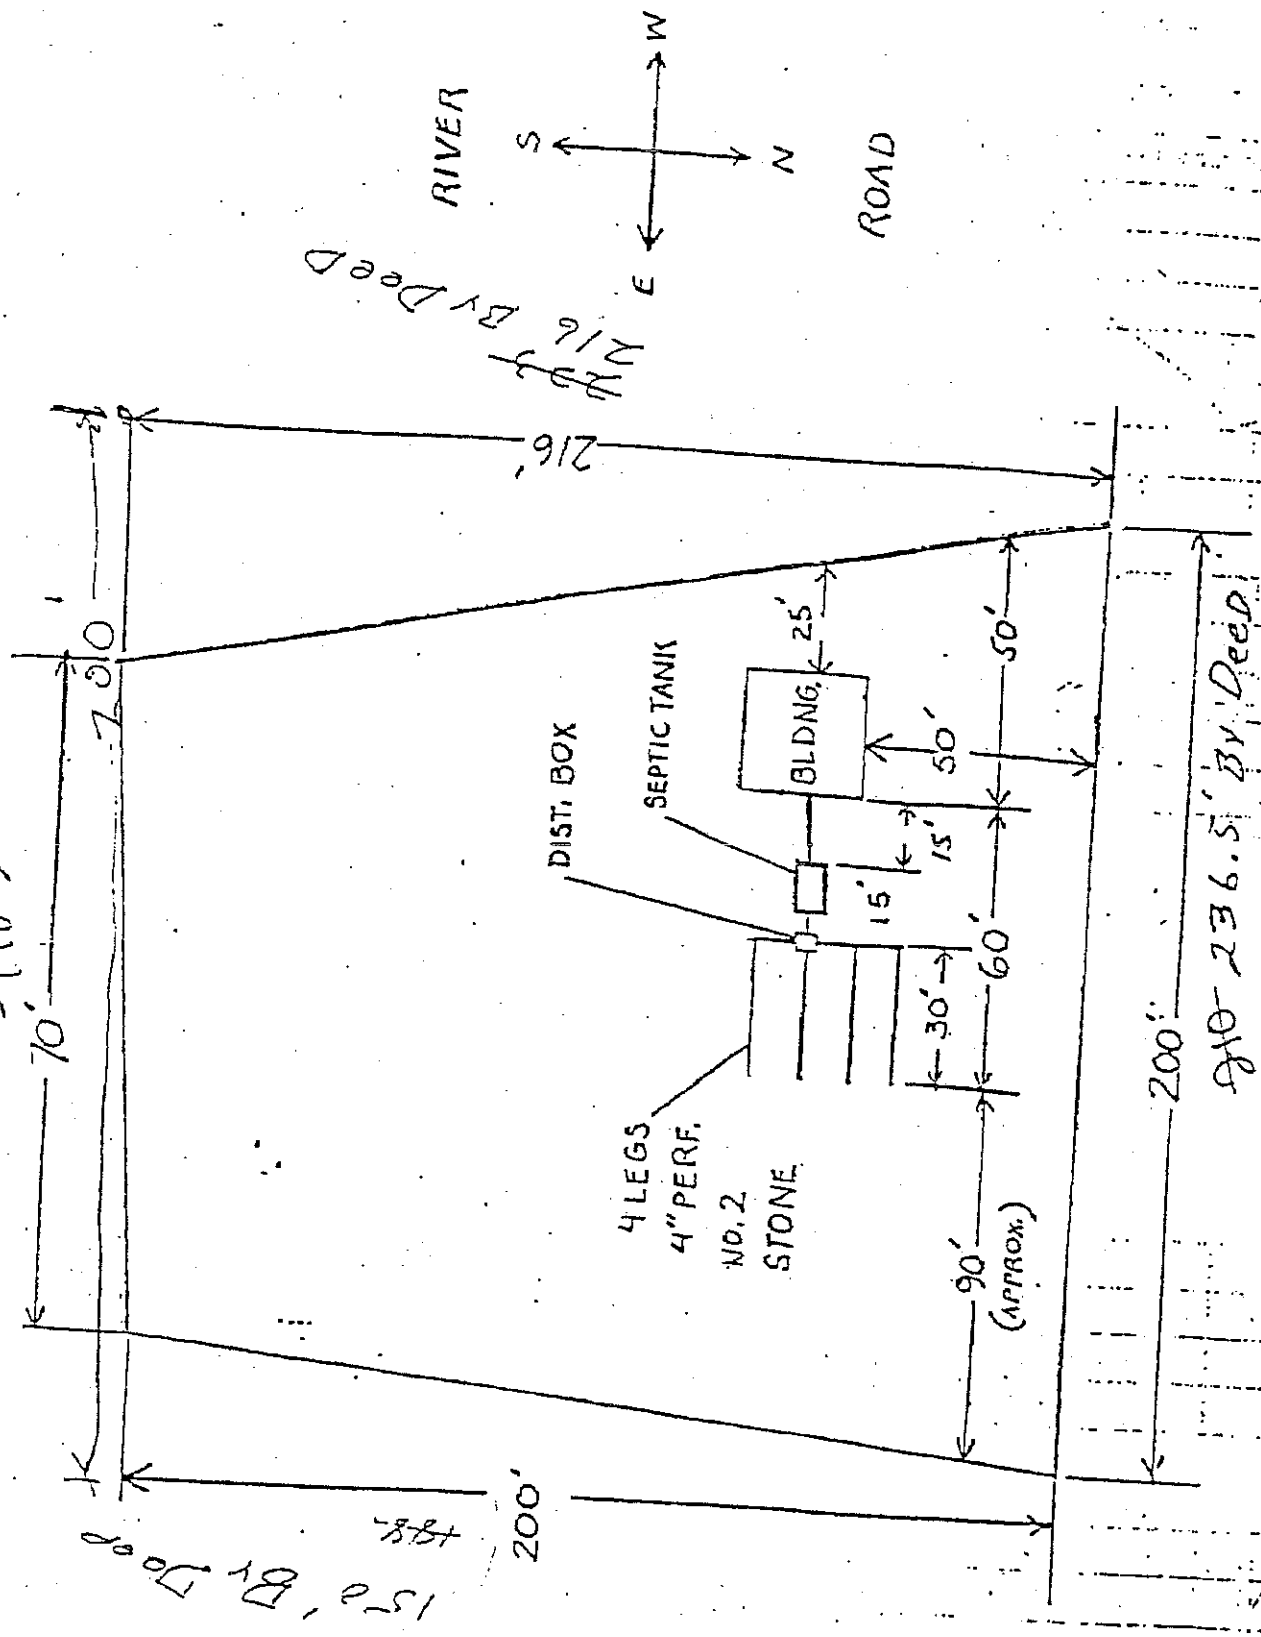 RIVER
S
W
E
N
ROAD
216 By DeeD
216'
200'
70'
DIST. BOX
SEPTIC TANK
BLDNG.
25'
50'
50'
15'
15'
60'
30'
4 LEGS
4" PERF.
NO. 2
STONE
90'
(APPROX.)
200'
236.5' By Deed
200'
By Deed